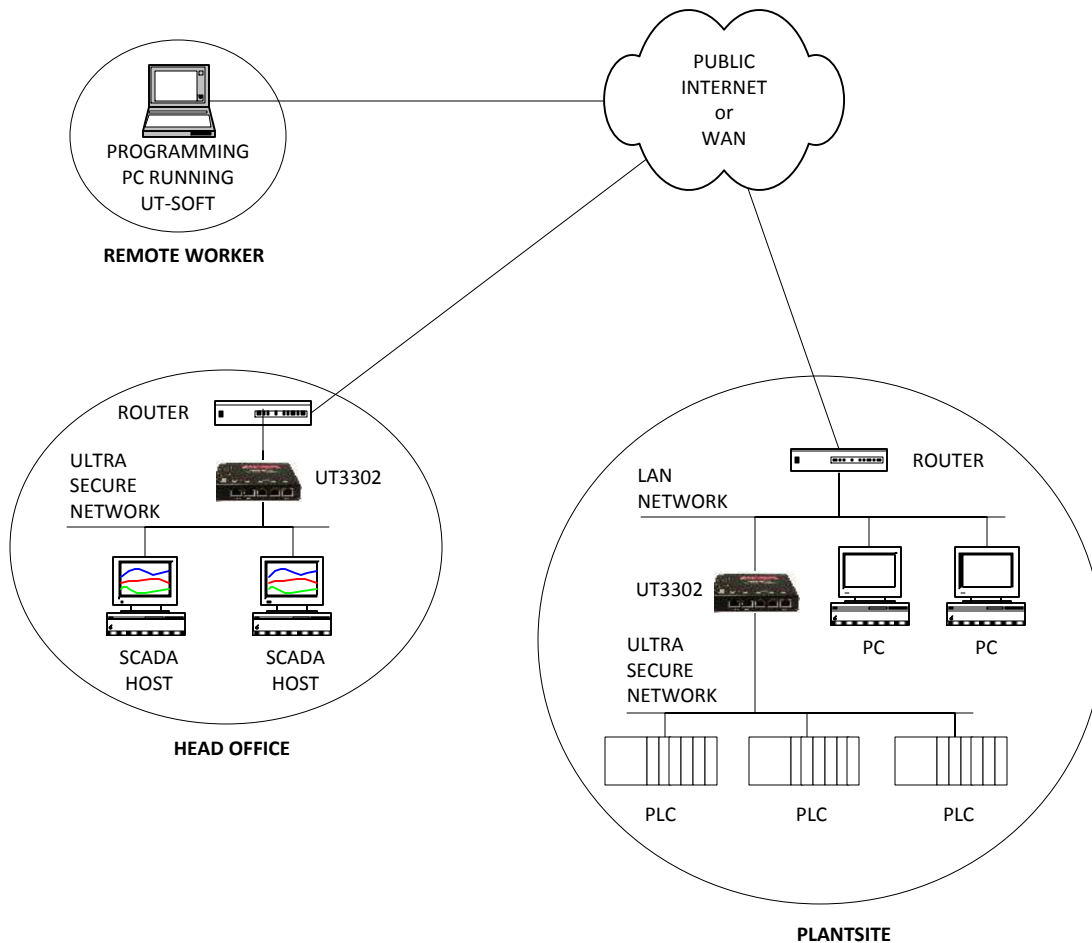 PUBLIC
INTERNET
or
WAN
PROGRAMMING
PC RUNNING
UT-SOFT
REMOTE WORKER
ROUTER
ULTRA
SECURE
NETWORK
UT3302
SCADA
HOST
SCADA
HOST
HEAD OFFICE
ROUTER
LAN
NETWORK
UT3302
PC
PC
ULTRA
SECURE
NETWORK
PLC
PLC
PLC
PLANTSITE